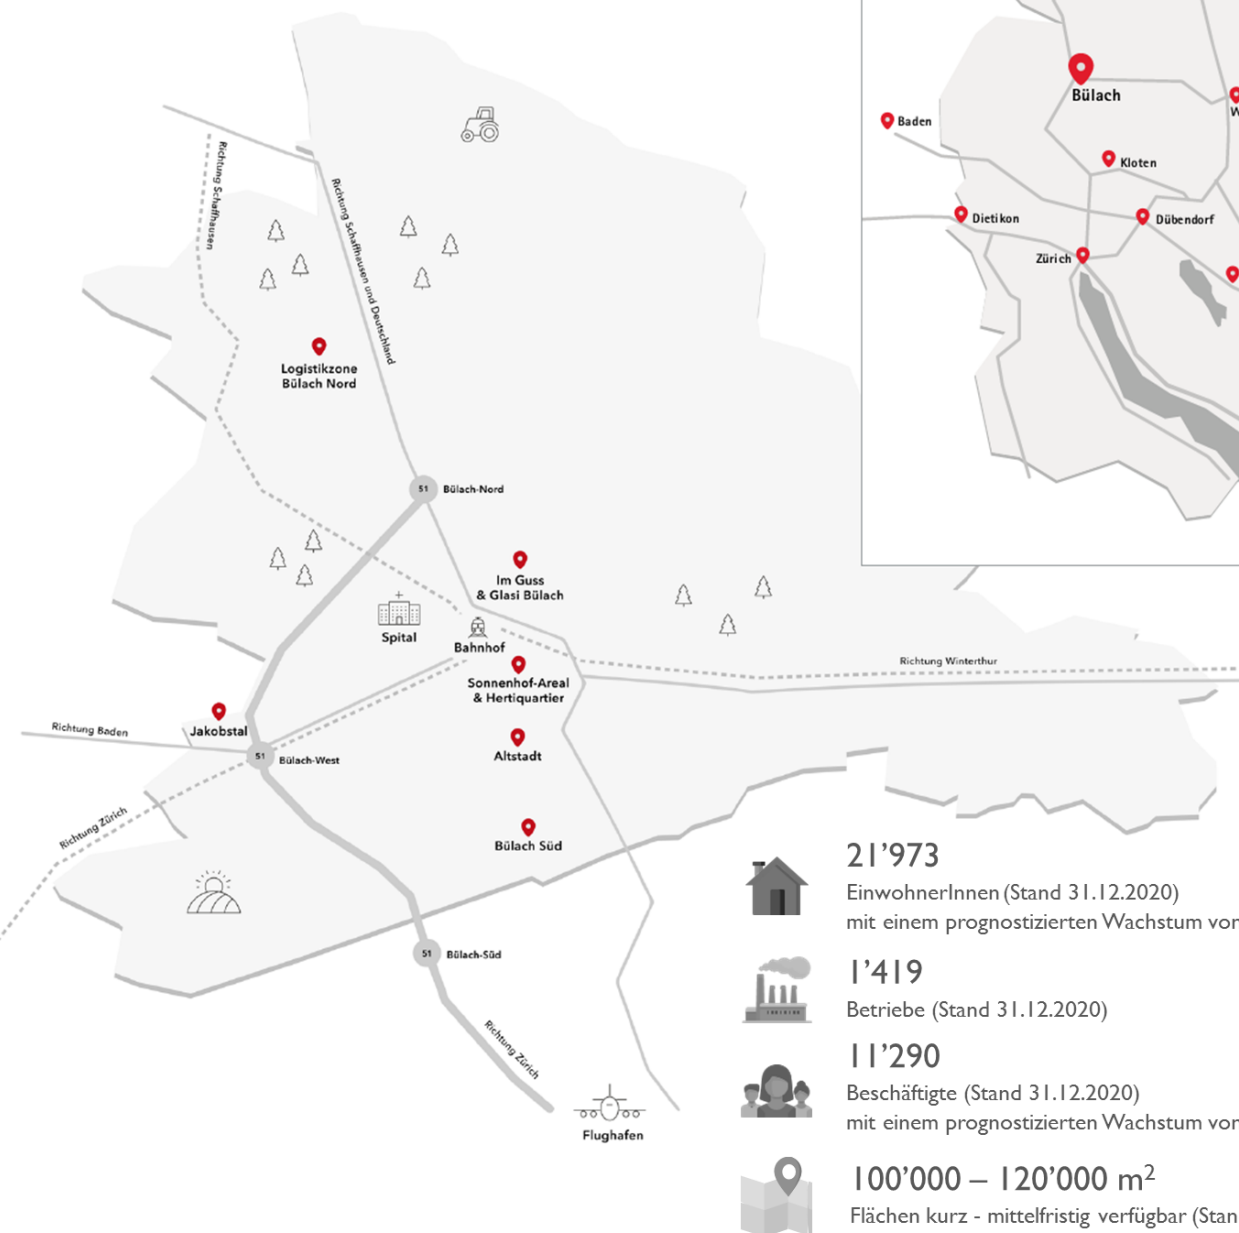 Bülach
Baden
W
Kloten
Dietikon
Dübendorf
Zürich
Richtung Schaffhausen
Richtung Schaffhausen und Deutschland
Logistikzone
Bülach Nord
51
Bülach-Nord
Im Guss
& Glasi Bülach
Spital
Bahnhof
Richtung Winterthur
Sonnenhof-Areal
& Hertiquartier
Jakobstal
Richtung Baden
51
Bülach-West
Altstadt
Richtung Zürich
Bülach Süd
51
Bülach-Süd
Richtung Zürich
Flughafen
21’973
EinwohnerInnen (Stand 31.12.2020)
mit einem prognostizierten Wachstum von
1’419
Betriebe (Stand 31.12.2020)
11’290
Beschäftigte (Stand 31.12.2020)
mit einem prognostizierten Wachstum von
100’000 – 120’000 m²
Flächen kurz - mittelfristig verfügbar (Stan